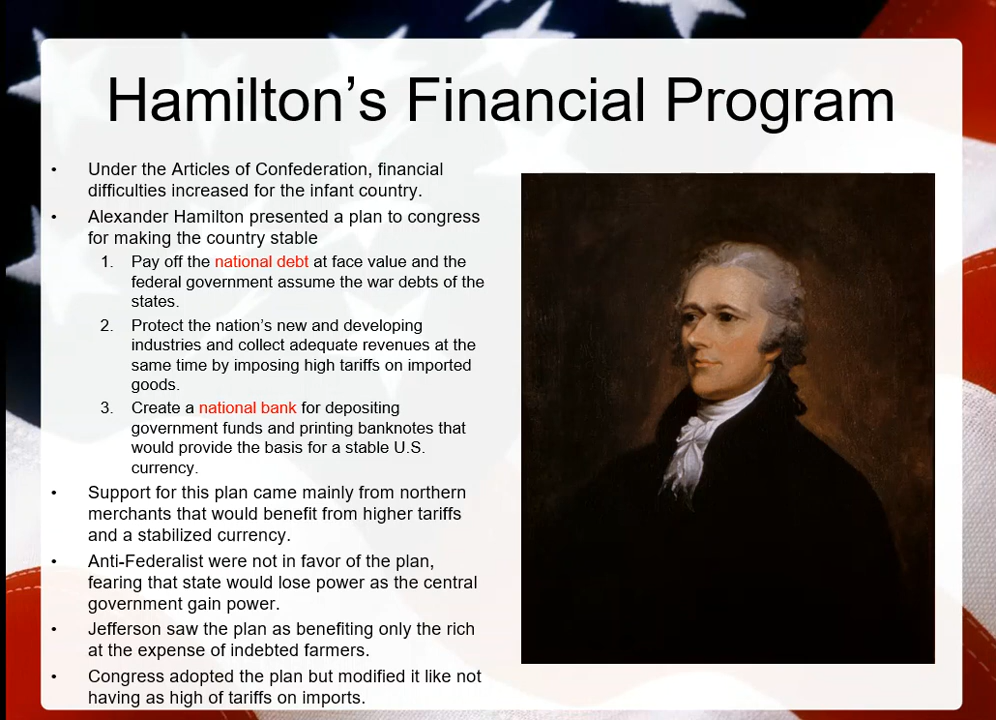 Hamilton’s Financial Program
• Under the Articles of Confederation, financial
difficulties increased for the infant country.
• Alexander Hamilton presented a plan to congress
for making the country stable
1. Pay off the national debt at face value and the
federal government assume the war debts of the
states.
2. Protect the nation’s new and developing
industries and collect adequate revenues at the
same time by imposing high tariffs on imported
goods.
3. Create a national bank for depositing
government funds and printing banknotes that
would provide the basis for a stable U.S.
currency.
• Support for this plan came mainly from northern
merchants that would benefit from higher tariffs
and a stabilized currency.
• Anti-Federalist were not in favor of the plan,
fearing that state would lose power as the central
government gain power.
• Jefferson saw the plan as benefiting only the rich
at the expense of indebted farmers.
• Congress adopted the plan but modified it like not
having as high of tariffs on imports.